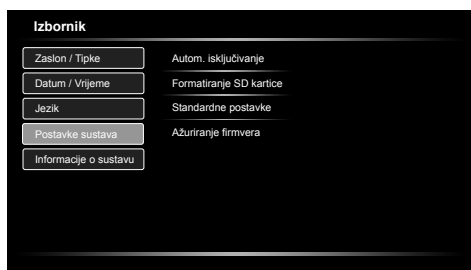 Izbornik
Zaslon / Tipke
Autom. isključivanje
Datum / Vrijeme
Formatiranje SD kartice
Jezik
Standardne postavke
Postavke sustava
Ažuriranje firmvera
Informacije o sustavu